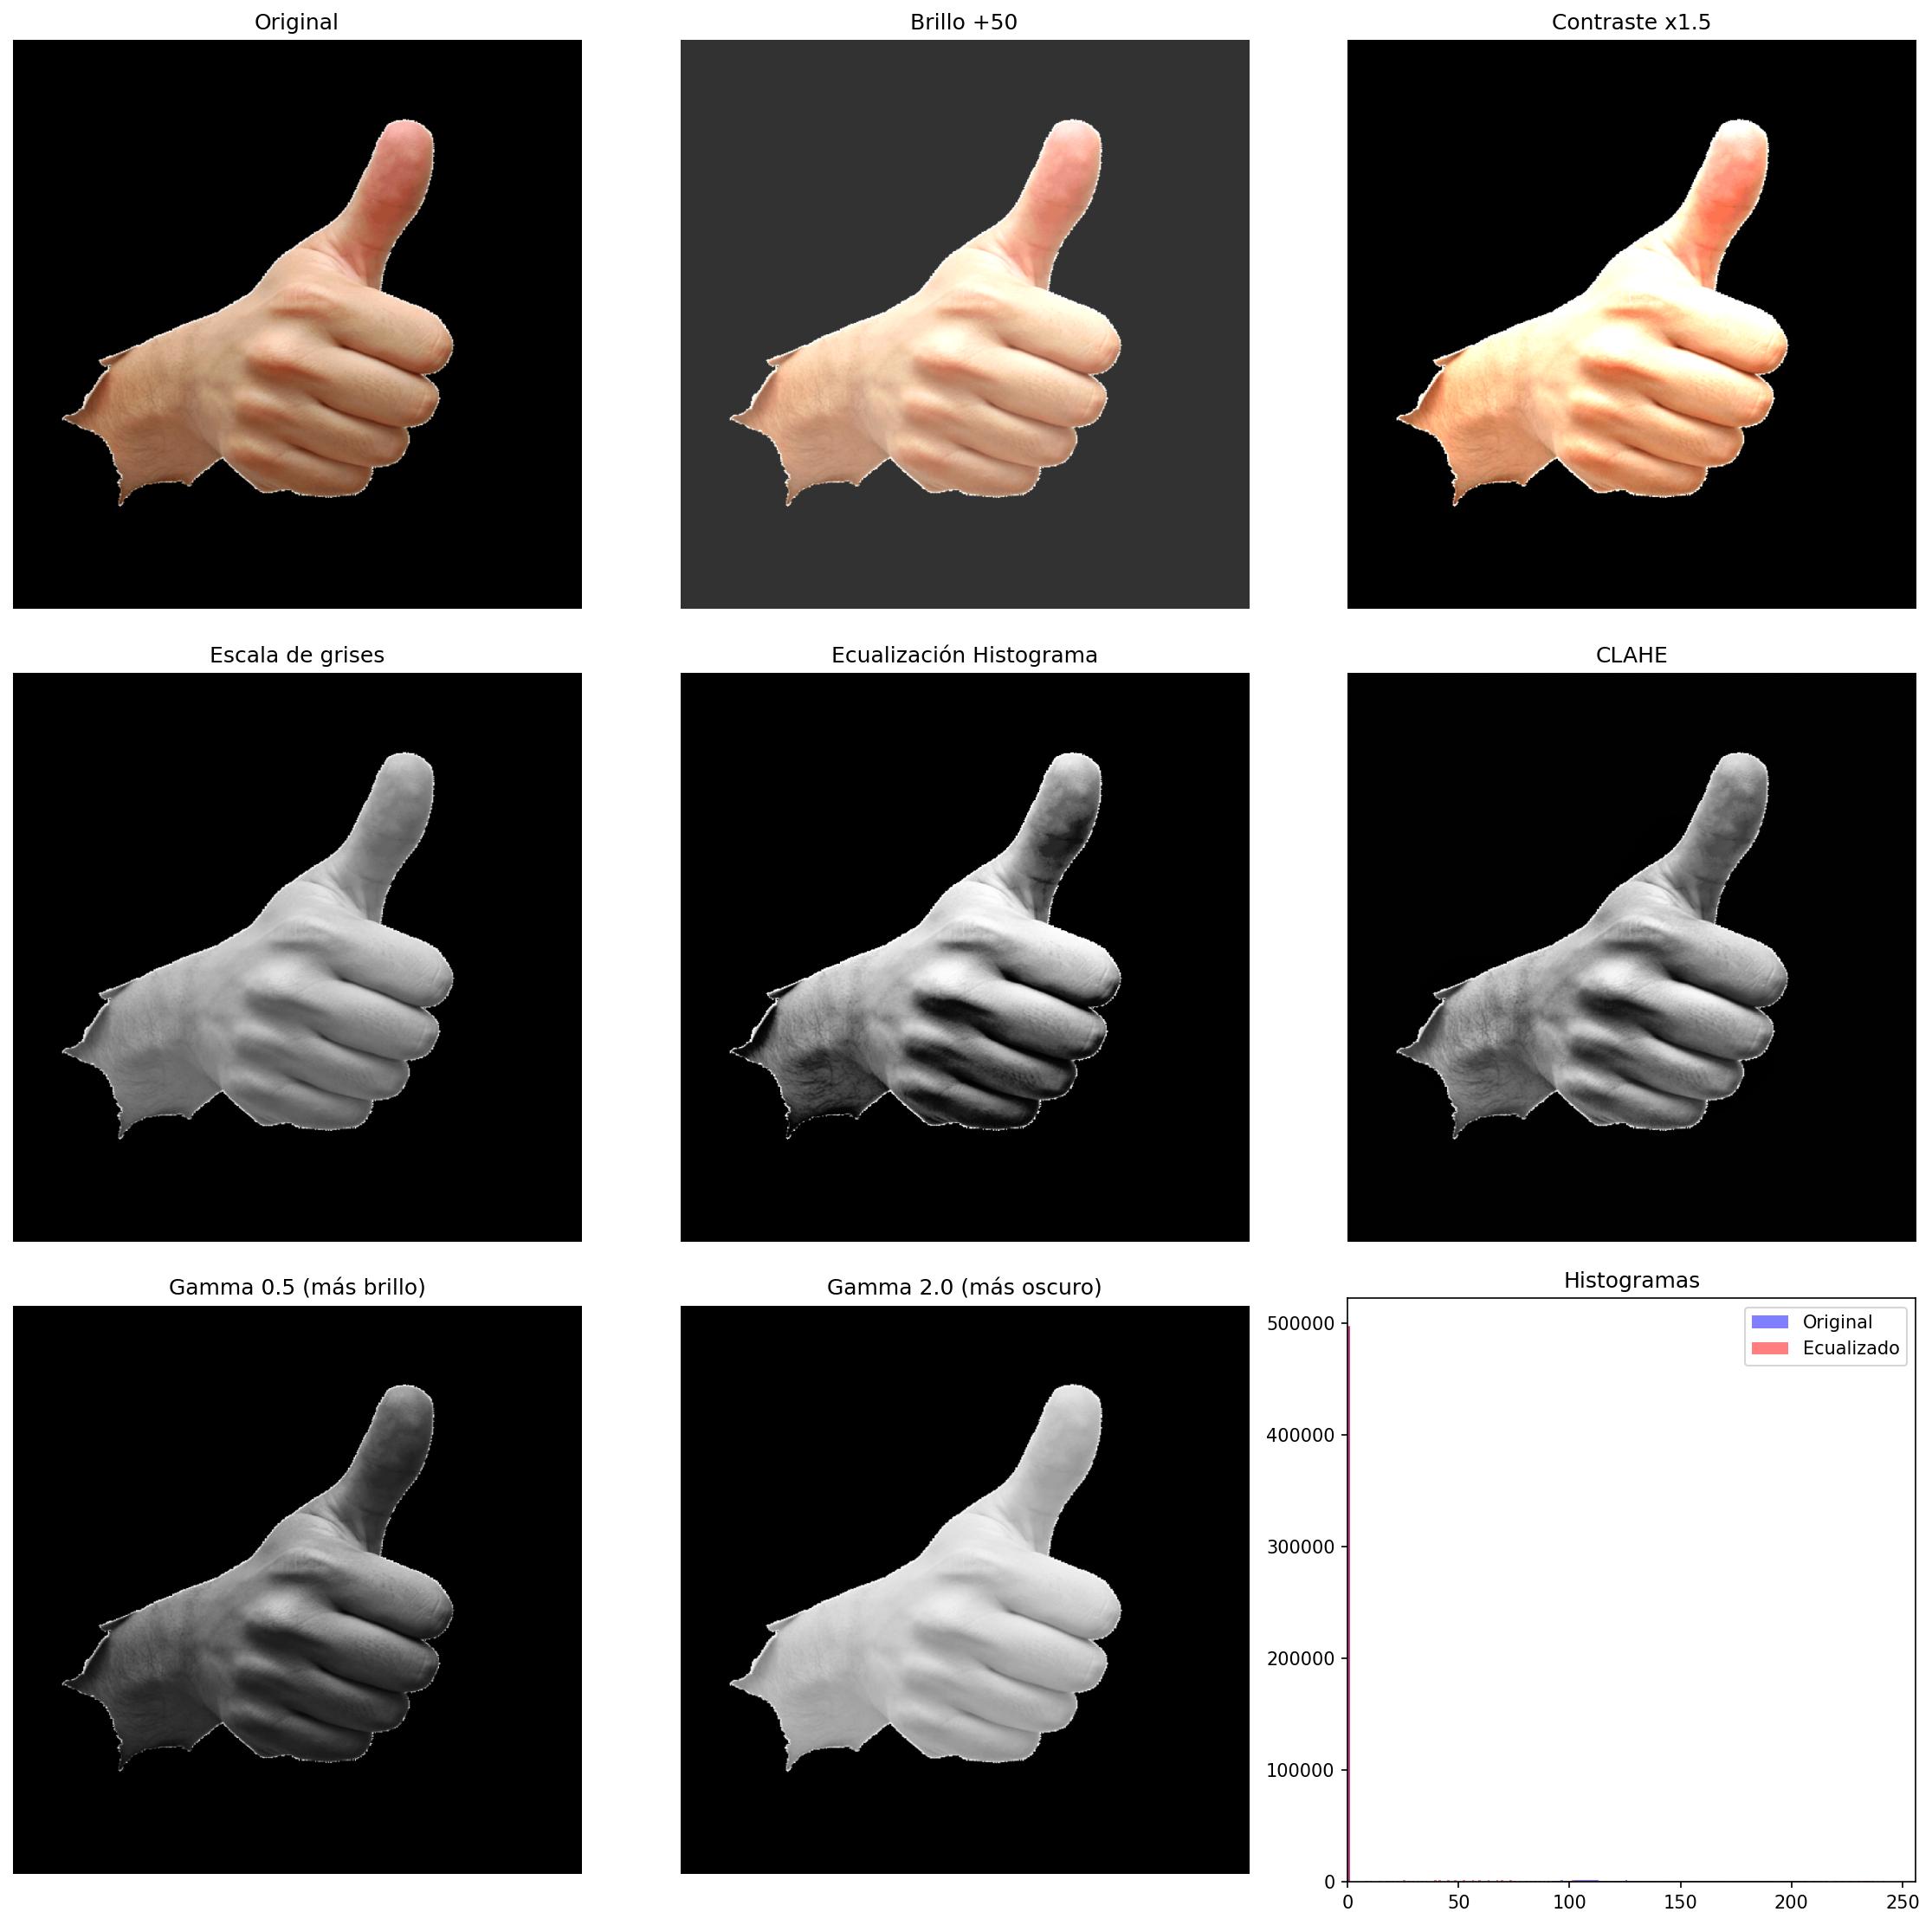 Original
Brillo +50
Contraste x1.5
Escala de grises
Ecualización Histograma
CLAHE
Gamma 0.5 (más brillo)
Gamma 2.0 (más oscuro)
Histogramas
500000
400000
300000
200000
100000
0
Original
Ecualizado
0 50 100 150 200 250